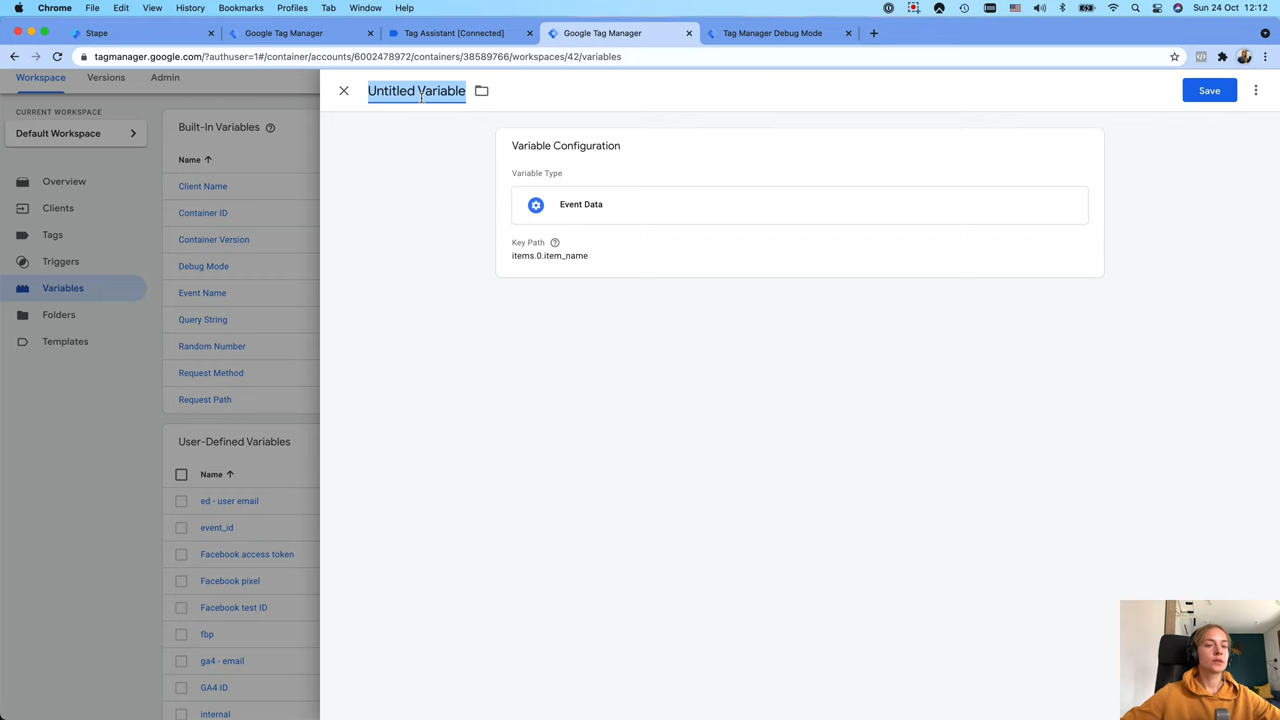 Chrome File Edit View History Bookmarks Profiles Tab Window Help Sun 24 Oct 12:12
Stape Google Tag Manager Tag Assistant [Connected] Google Tag Manager Tag Manager Debug Mode
tagmanager.google.com/?authuser=1#/container/accounts/6002478972/containers/38589766/workspaces/42/variables
Workspace Versions Admin
Untitled Variable
Save
CURRENT WORKSPACE
Default Workspace
Overview
Clients
Tags
Triggers
Variables
Folders
Templates
Built-In Variables
Name
Client Name
Container ID
Container Version
Debug Mode
Event Name
Query String
Random Number
Request Method
Request Path
User-Defined Variables
Name
ed - user email
event_id
Facebook access token
Facebook pixel
Facebook test ID
fbp
ga4 - email
GA4 ID
internal
Variable Configuration
Variable Type
Event Data
Key Path
items.0.item_name